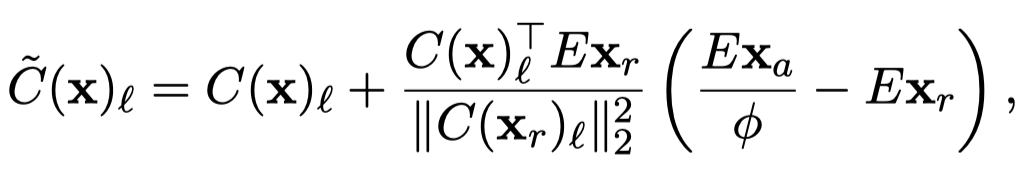 \tilde{C}(\mathbf{x})_\ell = C(\mathbf{x})_\ell + \frac{C(\mathbf{x})_\ell^\top E\mathbf{x}_r}{\|C(\mathbf{x}_r)_\ell\|_2^2} \left( \frac{E\mathbf{x}_a}{\phi} - E\mathbf{x}_r \right),